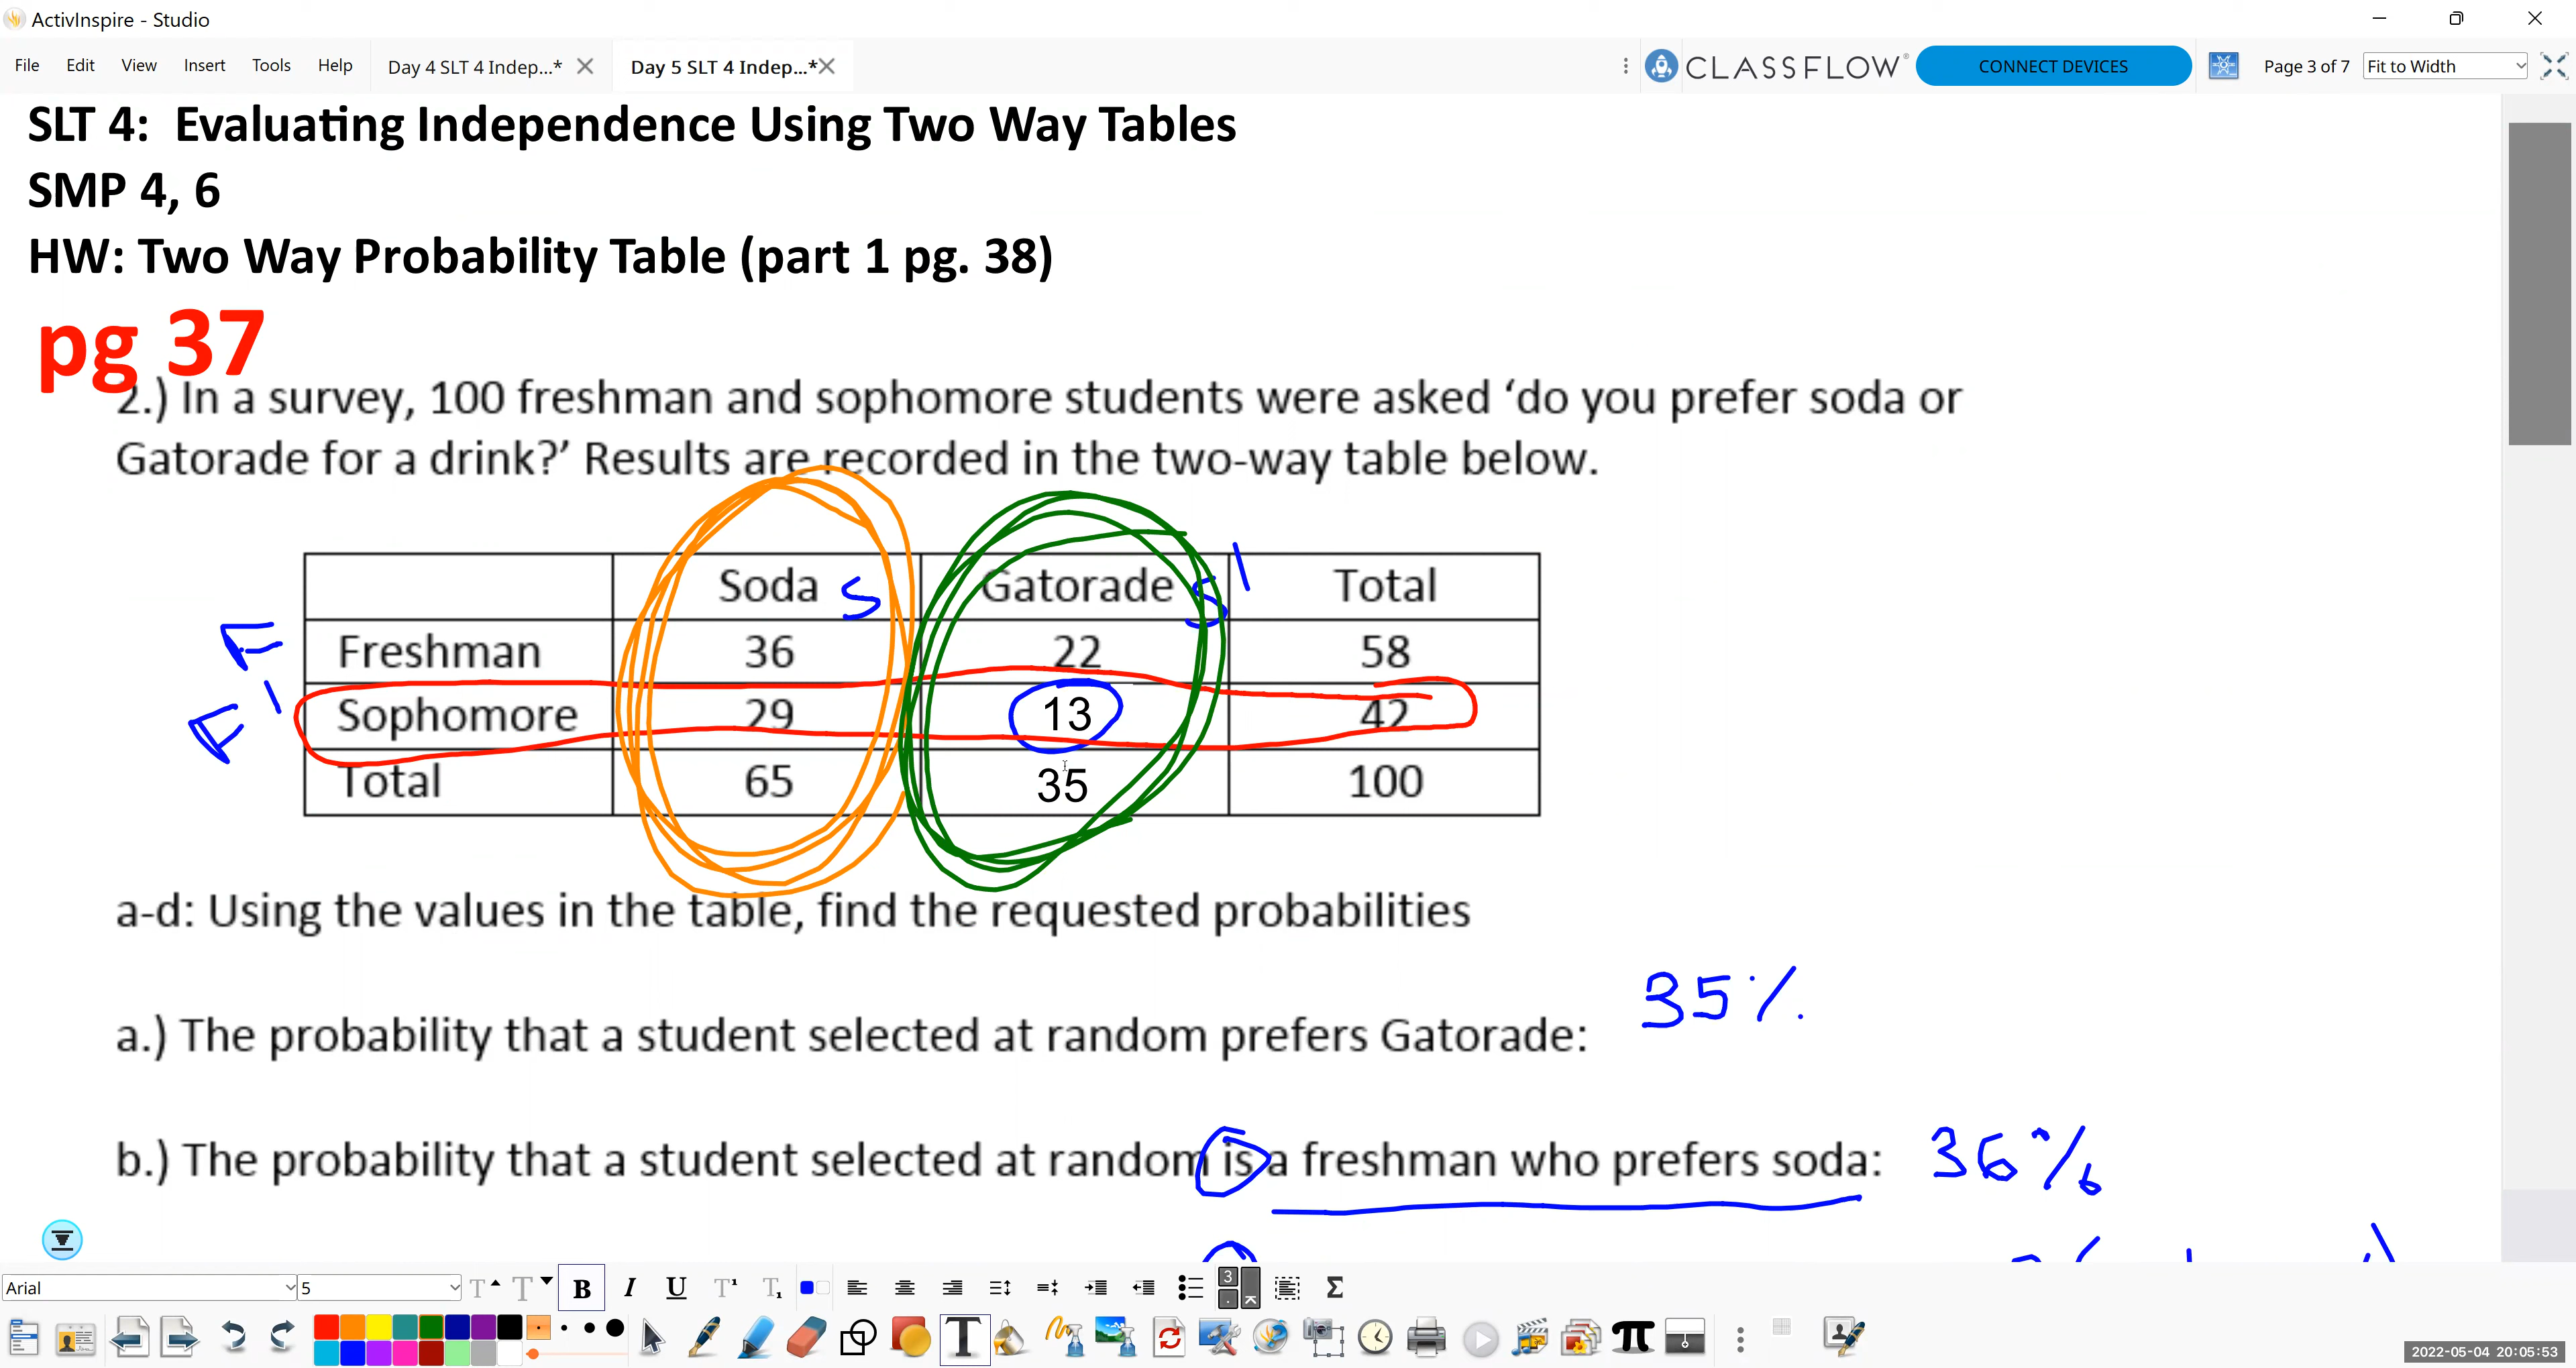 ActivInspire - Studio
File Edit View Insert Tools Help Day 4 SLT 4 Indep...* Day 5 SLT 4 Indep...* CLASSFLOW CONNECT DEVICES Page 3 of 7 Fit to Width
SLT 4: Evaluating Independence Using Two Way Tables
SMP 4, 6
HW: Two Way Probability Table (part 1 pg. 38)
pg 37
2.) In a survey, 100 freshman and sophomore students were asked ‘do you prefer soda or
Gatorade for a drink?’ Results are recorded in the two-way table below.
Soda S Gatorade S' Total
F Freshman 36 22 58
F' Sophomore 29 13 42
Total 65 35 100
a-d: Using the values in the table, find the requested probabilities
a.) The probability that a student selected at random prefers Gatorade: 35%
b.) The probability that a student selected at random is a freshman who prefers soda: 36%
Arial 5 B I U
2022-05-04 20:05:53